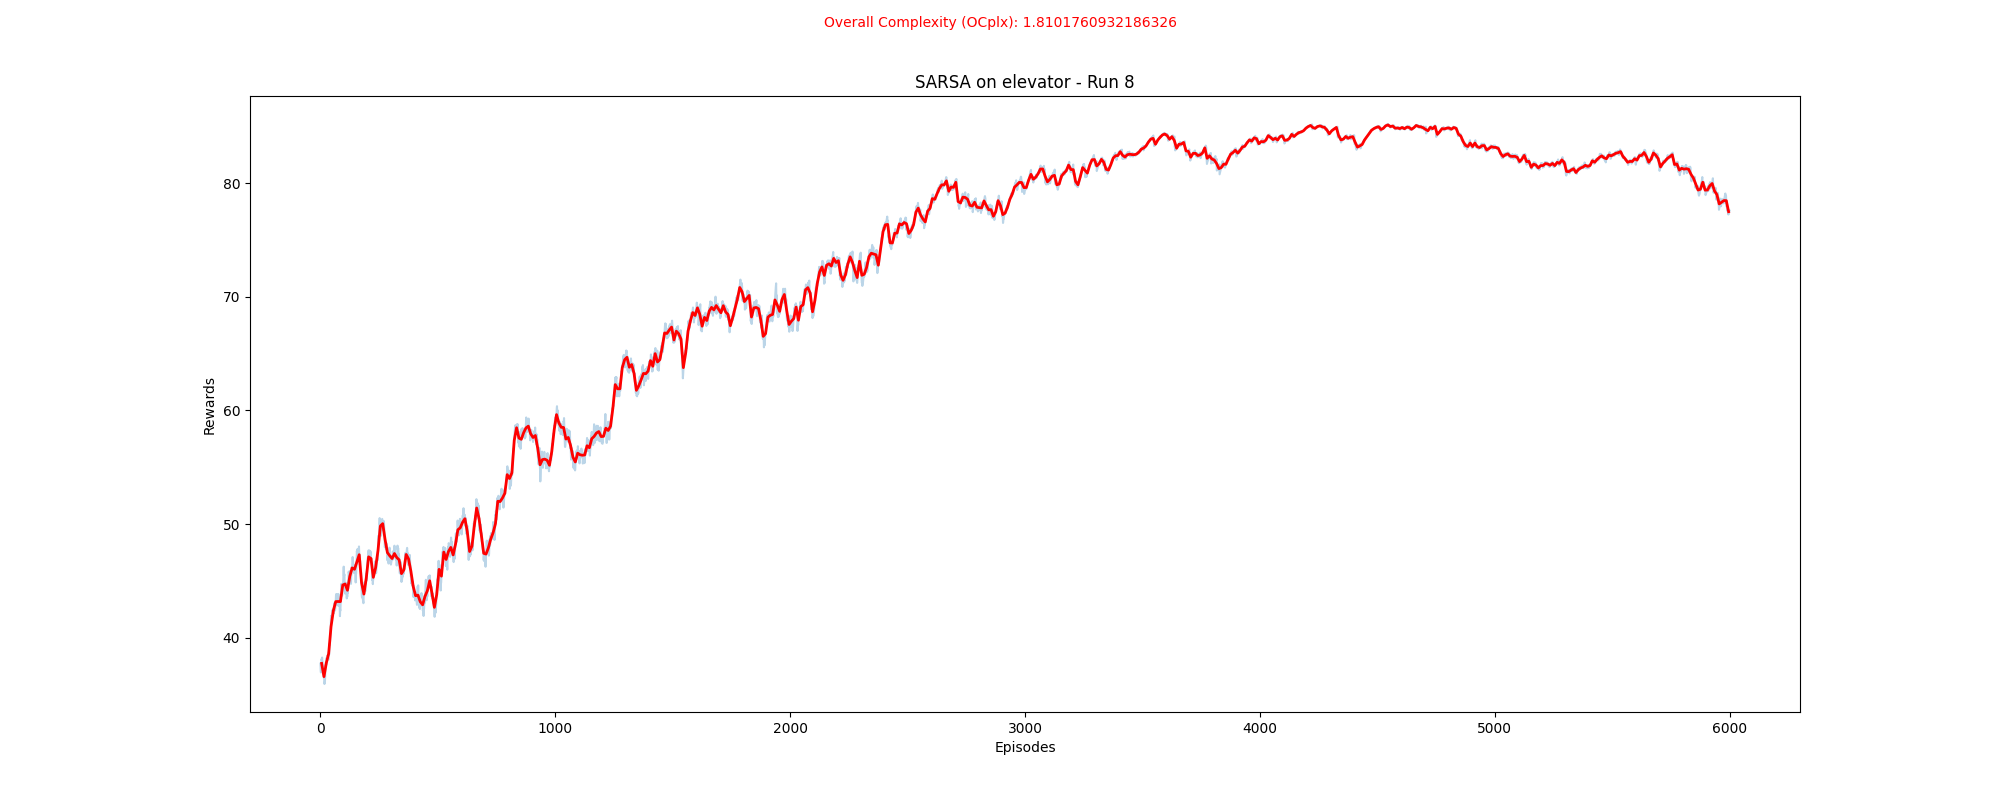 Overall Complexity (OCplx): 1.8101760932186326
SARSA on elevator - Run 8
80
70
60
50
40
Rewards
0 1000 2000 3000 4000 5000 6000
Episodes